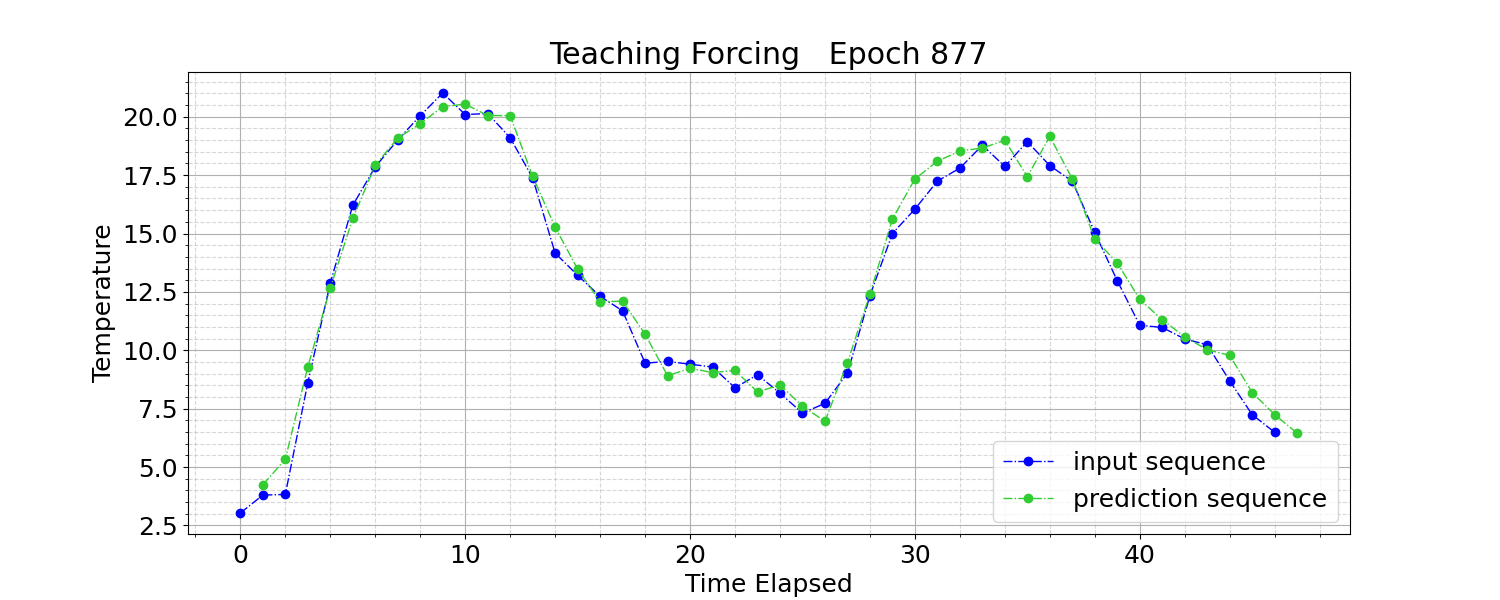 Teaching Forcing   Epoch 877
20.0
17.5
15.0
12.5
10.0
7.5
5.0
2.5
Temperature
0 10 20 30 40
Time Elapsed
input sequence
prediction sequence